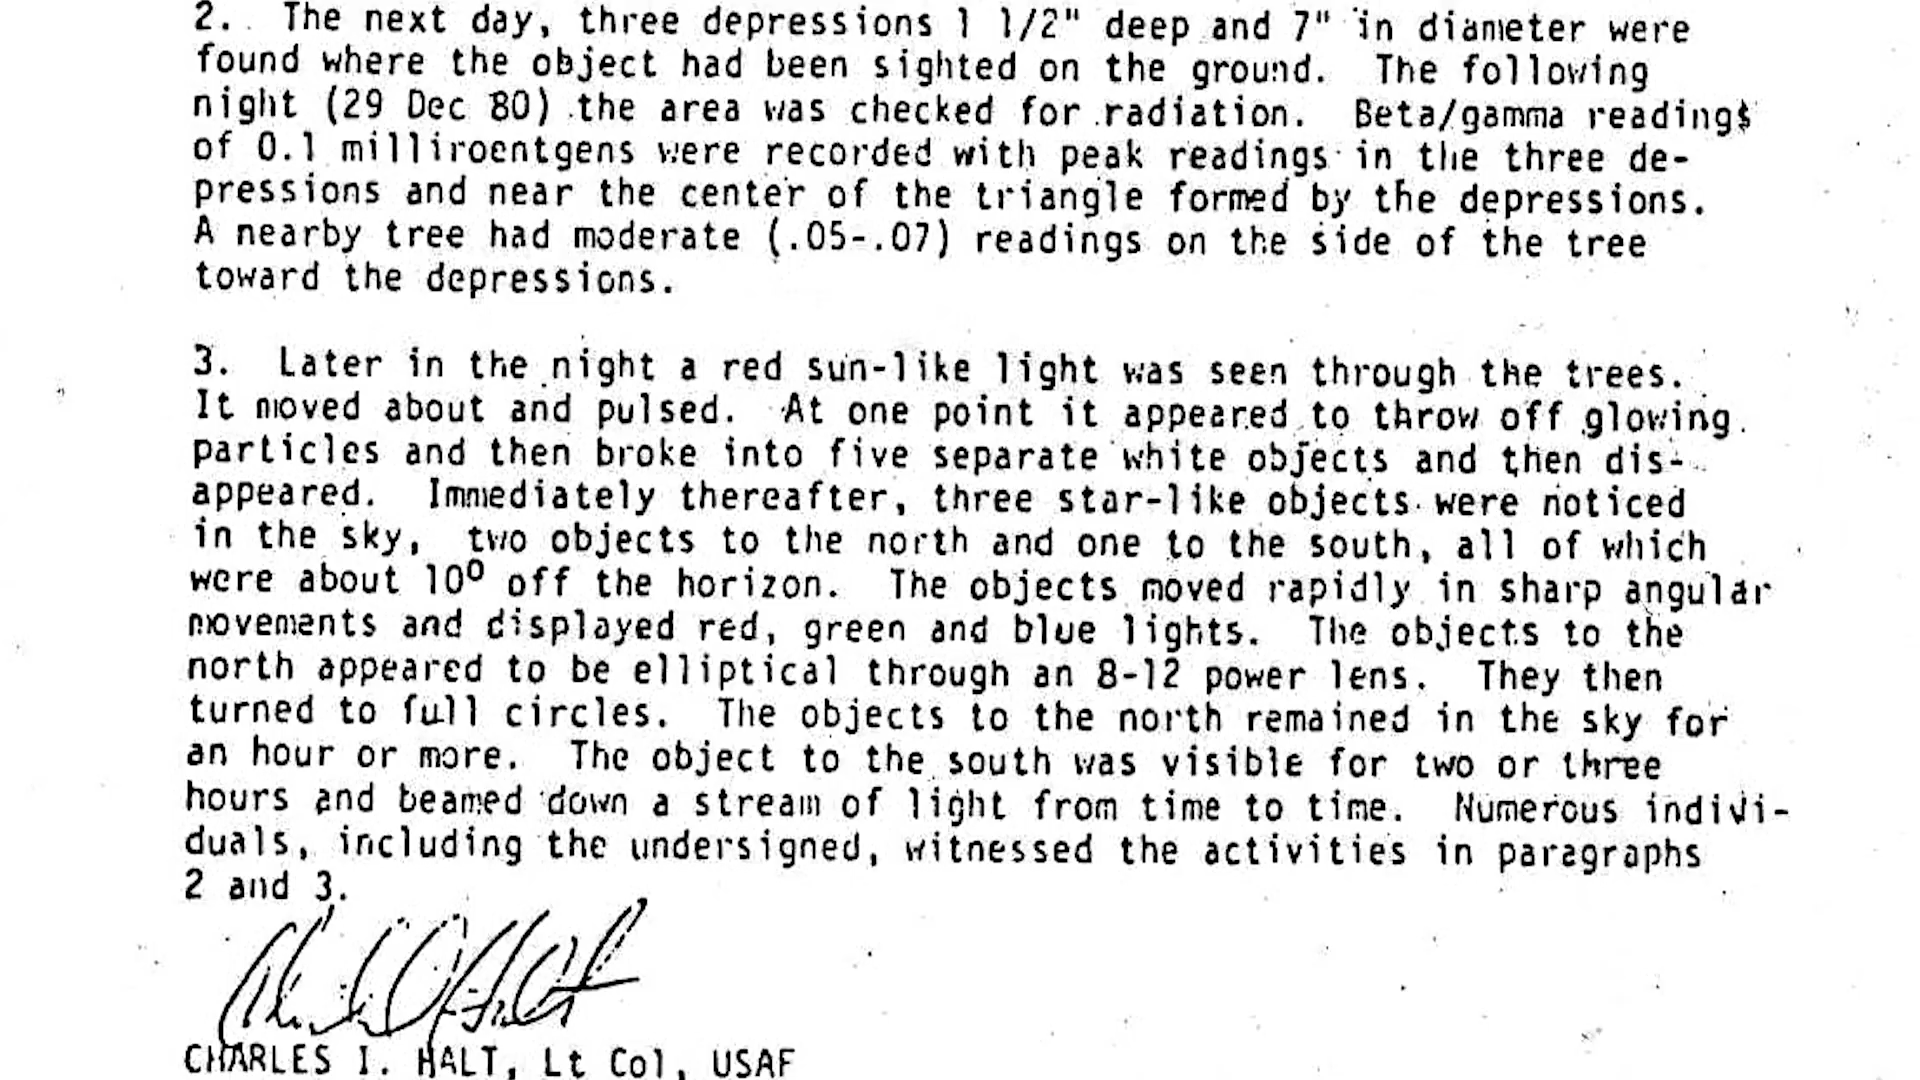 2. The next day, three depressions 1 1/2" deep and 7" in diameter were
found where the object had been sighted on the ground. The following
night (29 Dec 80) the area was checked for radiation. Beta/gamma readings
of 0.1 milliroentgens were recorded with peak readings in the three de-
pressions and near the center of the triangle formed by the depressions.
A nearby tree had moderate (.05-.07) readings on the side of the tree
toward the depressions.
3. Later in the night a red sun-like light was seen through the trees.
It moved about and pulsed. At one point it appeared to throw off glowing
particles and then broke into five separate white objects and then dis-
appeared. Immediately thereafter, three star-like objects were noticed
in the sky, two objects to the north and one to the south, all of which
were about 10° off the horizon. The objects moved rapidly in sharp angular
movements and displayed red, green and blue lights. The objects to the
north appeared to be elliptical through an 8-12 power lens. They then
turned to full circles. The objects to the north remained in the sky for
an hour or more. The object to the south was visible for two or three
hours and beamed down a stream of light from time to time. Numerous indivi-
duals, including the undersigned, witnessed the activities in paragraphs
2 and 3.
CHARLES I. HALT, Lt Col, USAF